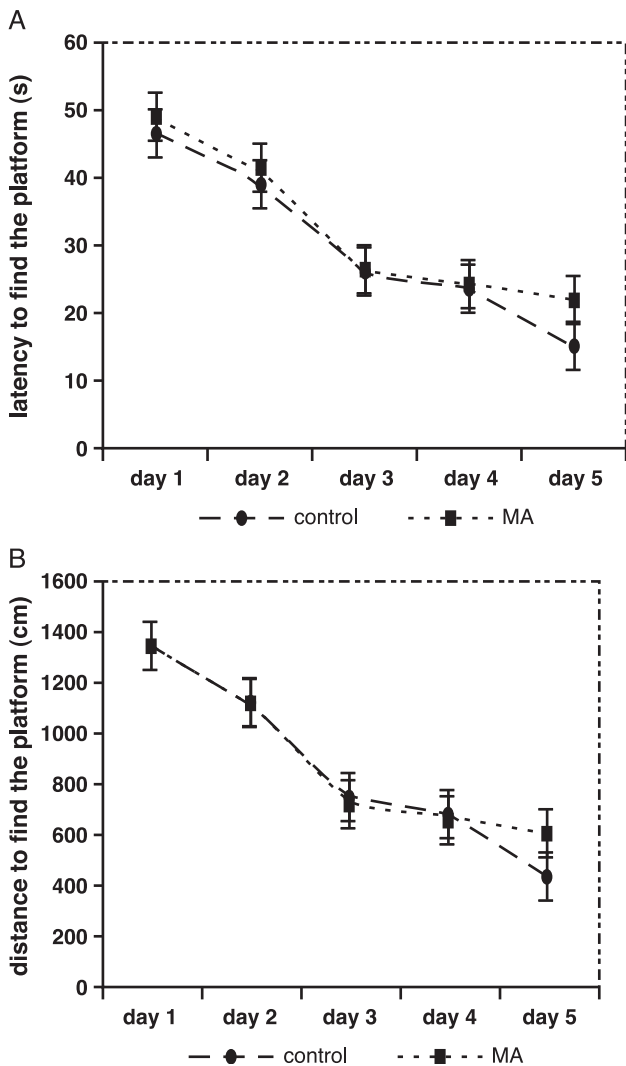 A
latency to find the platform (s)
60
50
40
30
20
10
0
day 1 day 2 day 3 day 4 day 5
control MA
B
distance to find the platform (cm)
1600
1400
1200
1000
800
600
400
200
0
day 1 day 2 day 3 day 4 day 5
control MA